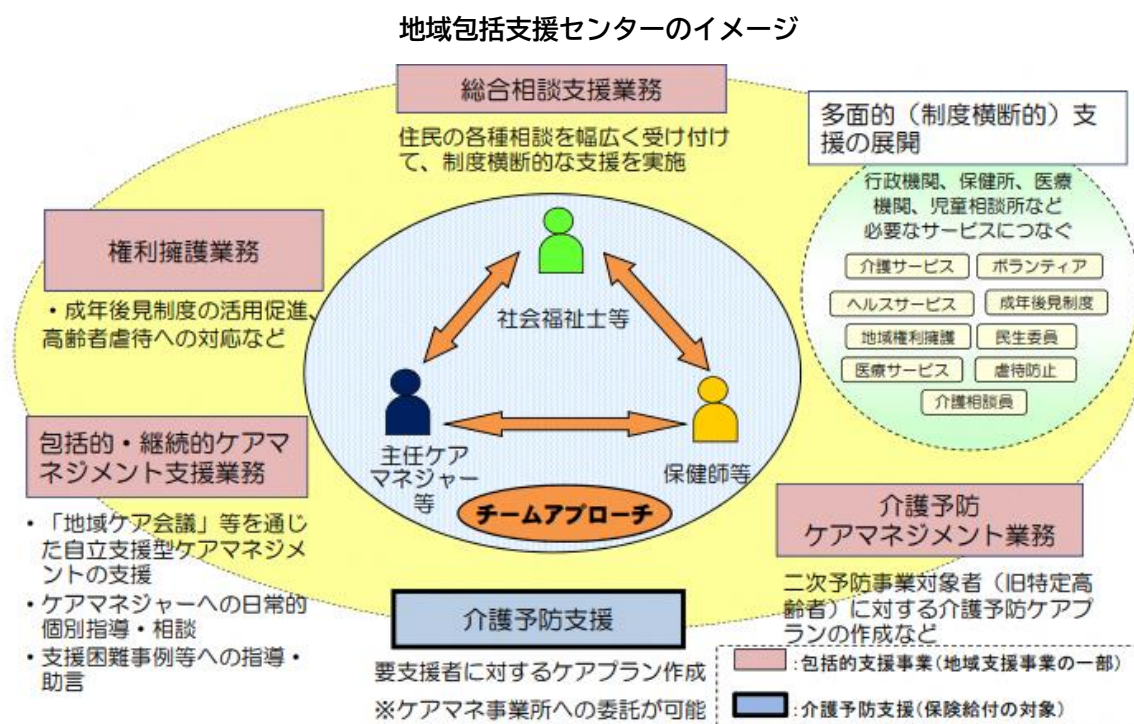 地域包括支援センターのイメージ
総合相談支援業務
住民の各種相談を幅広く受け付け
て、制度横断的な支援を実施
多面的(制度横断的)支
援の展開
行政機関、保健所、医療
機関、児童相談所など
必要なサービスにつなぐ
介護サービス
ボランティア
ヘルスサービス
成年後見制度
地域権利擁護
民生委員
医療サービス
虐待防止
介護相談員
権利擁護業務
・成年後見制度の活用促進、
高齢者虐待への対応など
社会福祉士等
主任ケア
マネジャー
等
保健師等
チームアプローチ
包括的・継続的ケアマ
ネジメント支援業務
・「地域ケア会議」等を通じ
た自立支援型ケアマネジメ
ントの支援
・ケアマネジャーへの日常的
個別指導・相談
・支援困難事例等への指導・
助言
介護予防
ケアマネジメント業務
二次予防事業対象者(旧特定高
齢者)に対する介護予防ケアプ
ランの作成など
介護予防支援
要支援者に対するケアプラン作成
※ケアマネ事業所への委託が可能
:包括的支援事業(地域支援事業の一部)
:介護予防支援(保険給付の対象)